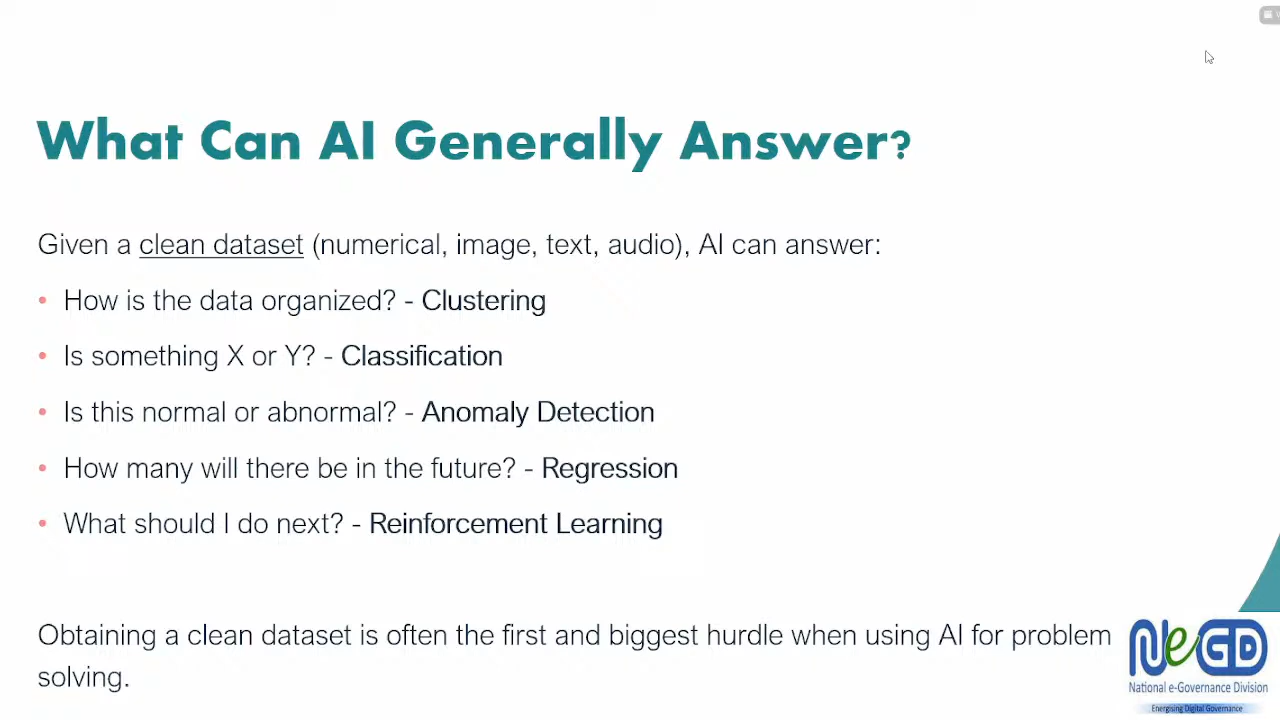 What Can AI Generally Answer?
Given a clean dataset (numerical, image, text, audio), AI can answer:
• How is the data organized? - Clustering
• Is something X or Y? - Classification
• Is this normal or abnormal? - Anomaly Detection
• How many will there be in the future? - Regression
• What should I do next? - Reinforcement Learning
Obtaining a clean dataset is often the first and biggest hurdle when using AI for problem
solving.
NeGD
National e-Governance Division
Energising Digital Governance